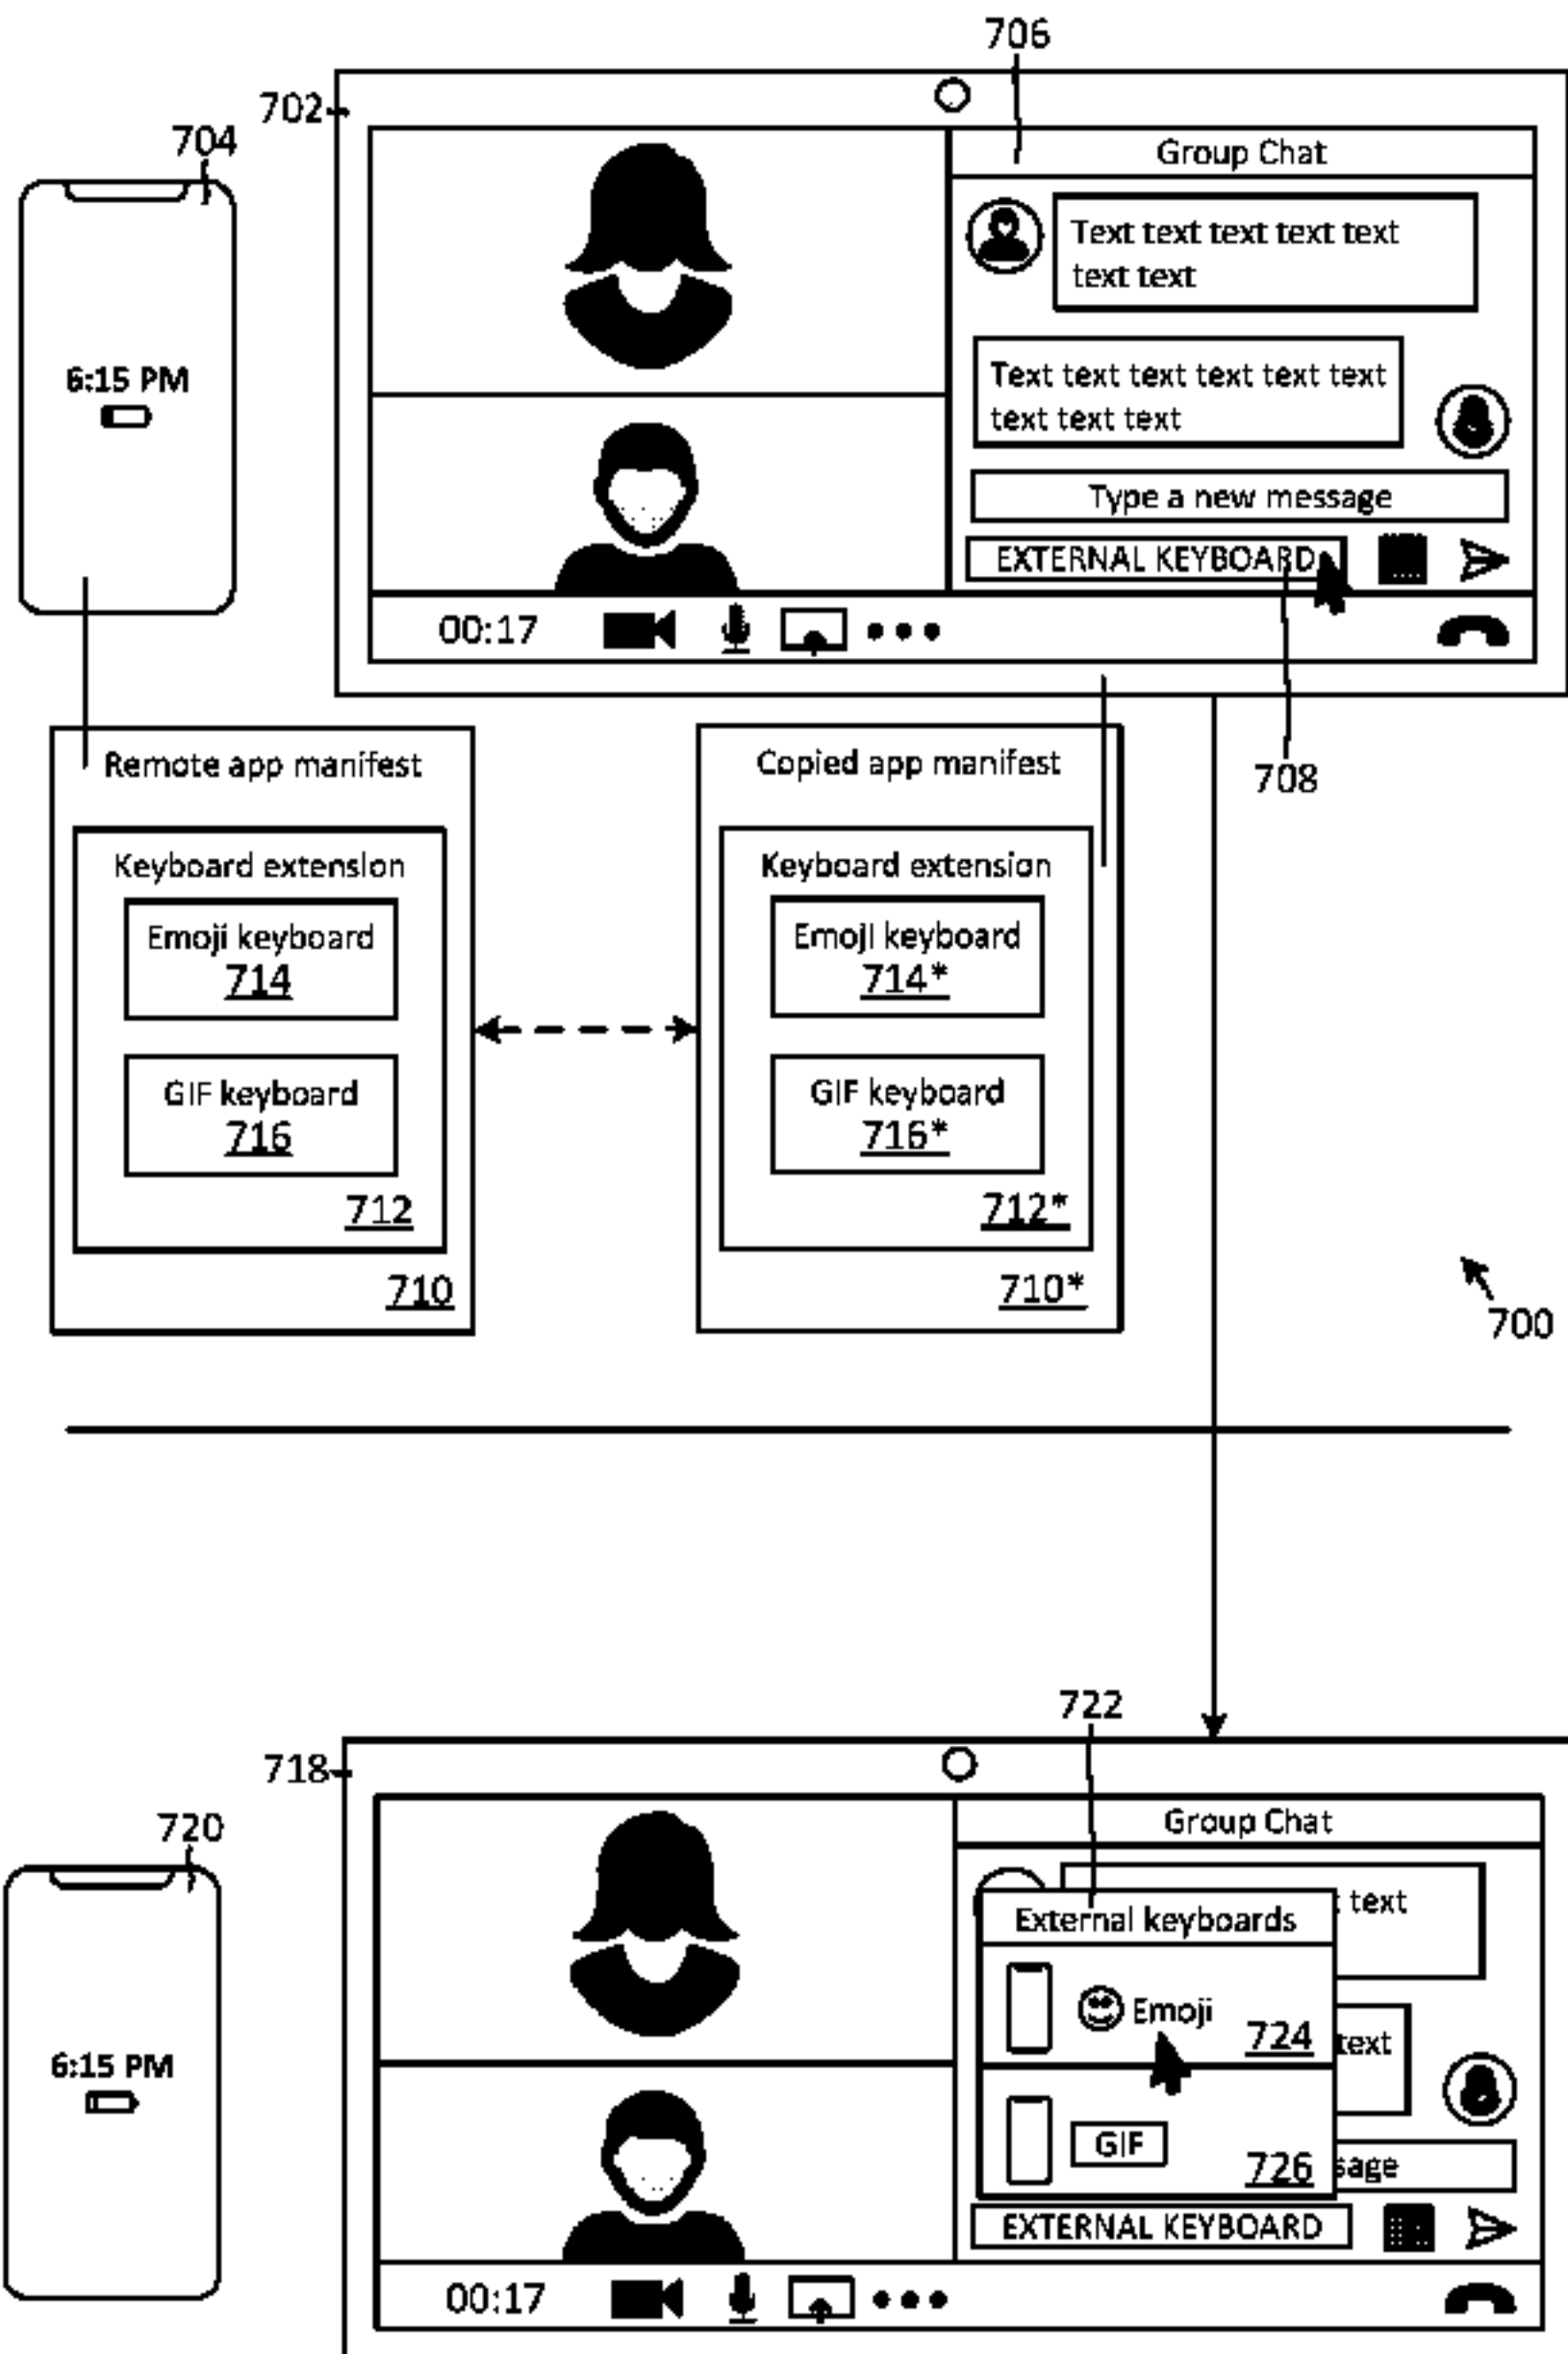 706
702
704
Group Chat
Text text text text text
text text
6:15 PM
Text text text text text text
text text text
Type a new message
EXTERNAL KEYBOARD
00:17
708
Remote app manifest
Copied app manifest
Keyboard extension
Keyboard extension
Emoji keyboard
714
Emoji keyboard
714*
GIF keyboard
716
GIF keyboard
716*
712
712*
710
710*
700
722
718
720
Group Chat
text
External keyboards
Emoji
724
text
6:15 PM
GIF
726
sage
EXTERNAL KEYBOARD
00:17